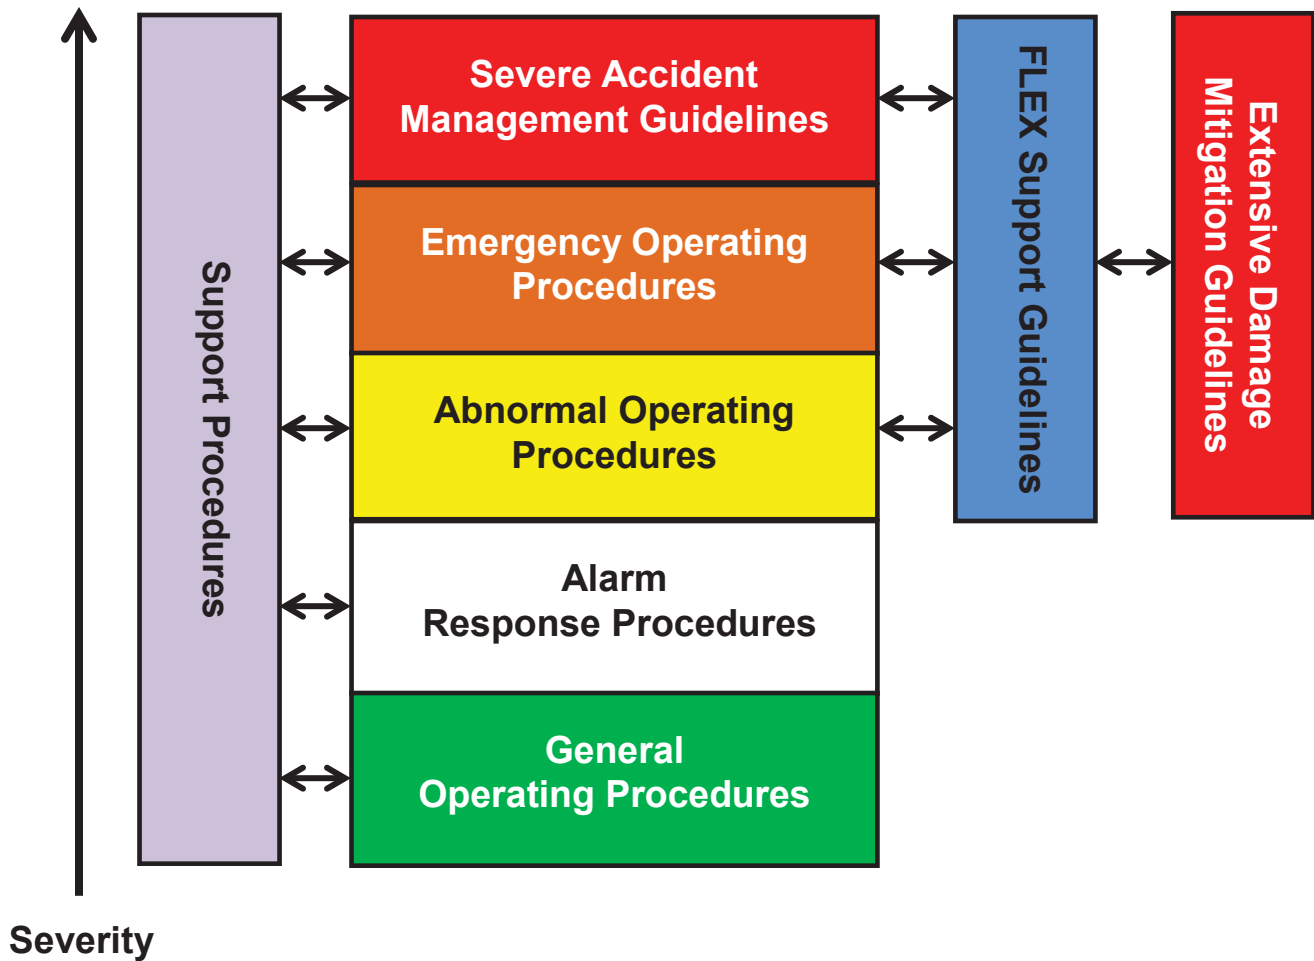 Support Procedures
Severe Accident
Management Guidelines
Emergency Operating
Procedures
Abnormal Operating
Procedures
Alarm
Response Procedures
General
Operating Procedures
FLEX Support Guidelines
Extensive Damage
Mitigation Guidelines
Severity